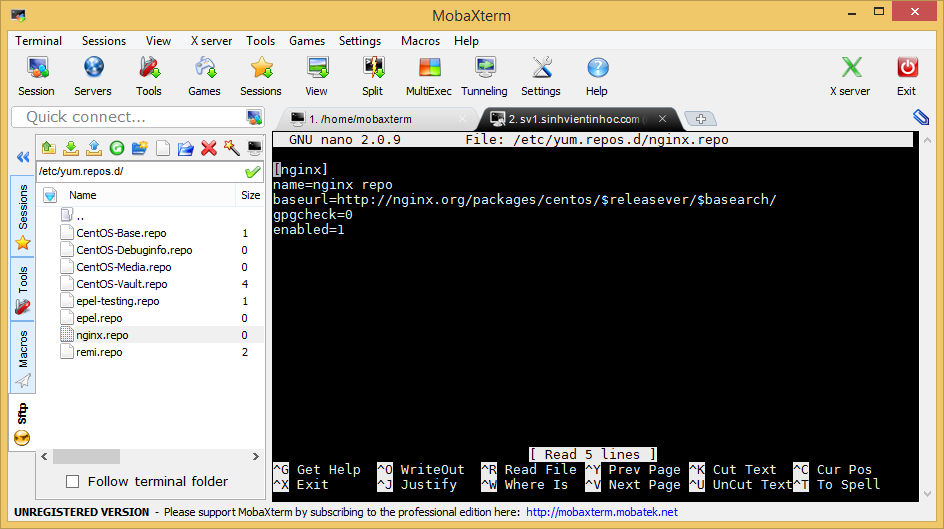 MobaXterm
Terminal Sessions View X server Tools Games Settings Macros Help
Session Servers Tools Games Sessions View Split MultiExec Tunneling Settings Help X server Exit
Quick connect...
1. /home/mobaxterm
2. sv1.sinhvientinhoc.com
/etc/yum.repos.d/
Name Size
..
CentOS-Base.repo 1
CentOS-Debuginfo.repo 0
CentOS-Media.repo 0
CentOS-Vault.repo 4
epel-testing.repo 1
epel.repo 0
nginx.repo 0
remi.repo 2
Sessions
Tools
Macros
Sftp
Follow terminal folder
GNU nano 2.0.9 File: /etc/yum.repos.d/nginx.repo
[nginx]
name=nginx repo
baseurl=http://nginx.org/packages/centos/$releasever/$basearch/
gpgcheck=0
enabled=1
[ Read 5 lines ]
^G Get Help ^O WriteOut ^R Read File ^Y Prev Page ^K Cut Text ^C Cur Pos
^X Exit ^J Justify ^W Where Is ^V Next Page ^U UnCut Text ^T To Spell
UNREGISTERED VERSION - Please support MobaXterm by subscribing to the professional edition here: http://mobaxterm.mobatek.net